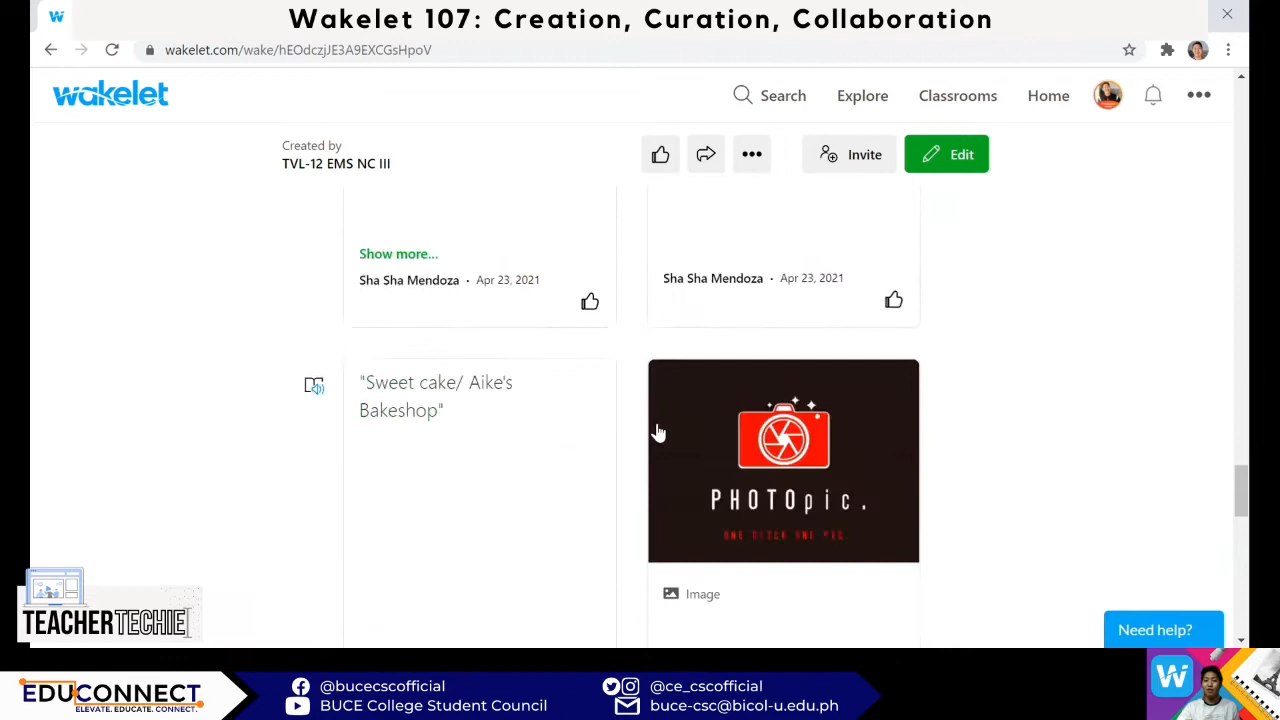 Wakelet 107: Creation, Curation, Collaboration
wakelet.com/wake/hEOdczjJE3A9EXCGsHpoV
wakelet
Search
Explore
Classrooms
Home
Created by
TVL-12 EMS NC III
Invite
Edit
Show more...
Sha Sha Mendoza · Apr 23, 2021
Sha Sha Mendoza · Apr 23, 2021
"Sweet cake/ Aike's
Bakeshop"
PHOTOpic.
Image
Need help?
TEACHERTECHIE
EDUCONNECT
ELEVATE. EDUCATE. CONNECT.
@bucecscofficial
BUCE College Student Council
@ce_cscofficial
buce-csc@bicol-u.edu.ph